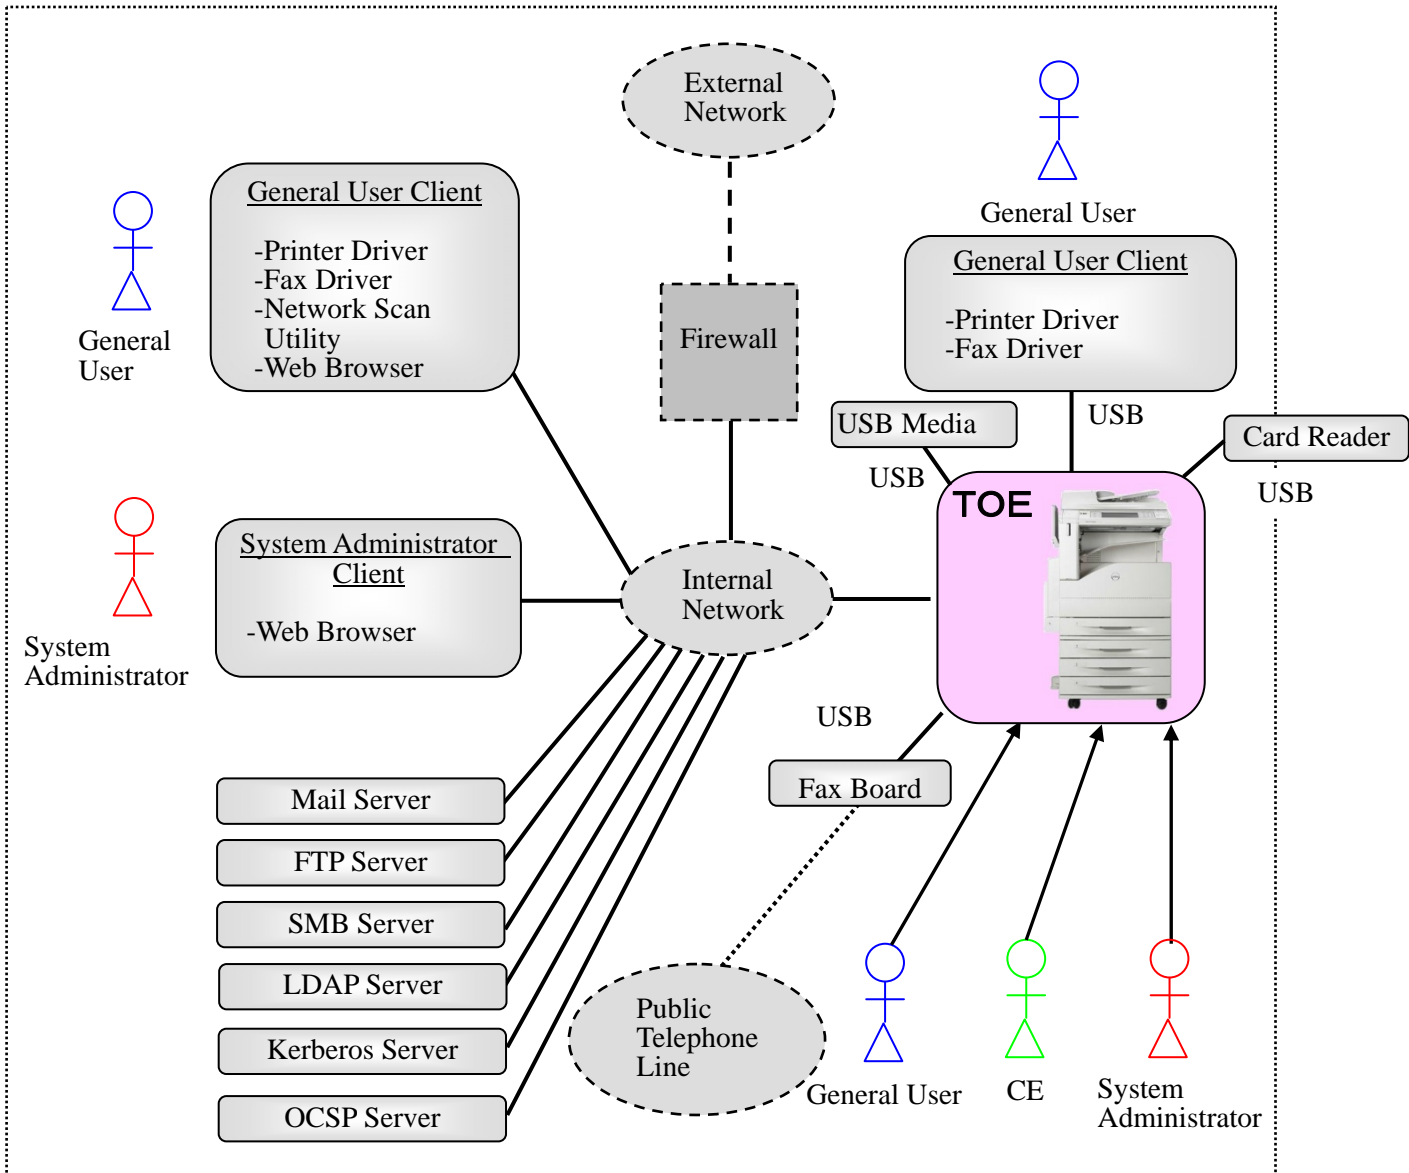 External
Network
General User
General User Client
-Printer Driver
-Fax Driver
-Network Scan
Utility
-Web Browser
General
User
Firewall
General User Client
-Printer Driver
-Fax Driver
USB Media
USB
USB
Card Reader
USB
TOE
System Administrator
Client
-Web Browser
System
Administrator
Internal
Network
USB
Fax Board
Mail Server
FTP Server
SMB Server
LDAP Server
Kerberos Server
OCSP Server
Public
Telephone
Line
General User
CE
System
Administrator